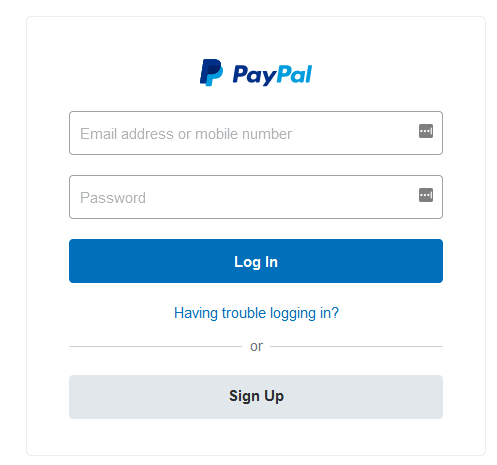 PayPal
Email address or mobile number
Password
Log In
Having trouble logging in?
or
Sign Up